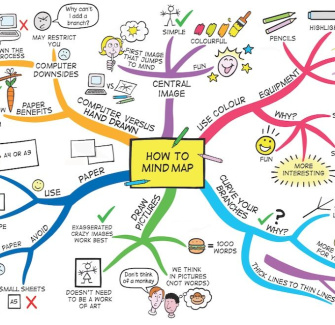 Why can't
I add a
branch?
MAY RESTRICT
YOU
COMPUTER
DOWNSIDES
PAPER
BENEFITS
COMPUTER VERSUS
HAND DRAWN
VS
FIRST IMAGE
THAT JUMPS
TO MIND
SIMPLE
COLOURFUL
FUN
CENTRAL
IMAGE
PENCILS
USE COLOUR
EQUIPMENT
WHY?
FUN
MORE
INTERESTING
HOW TO
MIND MAP
A4 OR A3
PAPER
USE
AVOID
PAPER
SMALL SHEETS
A5
DRAW
PICTURES
EXAGGERATED
CRAZY IMAGES
WORK BEST
DOESN'T NEED
TO BE A WORK
OF ART
= 1000
WORDS
WE THINK
IN PICTURES
(NOT WORDS)
Don't think
of a monkey
CURVE YOUR
BRANCHES
?
WHY?
THICK LINES TO THIN LINES